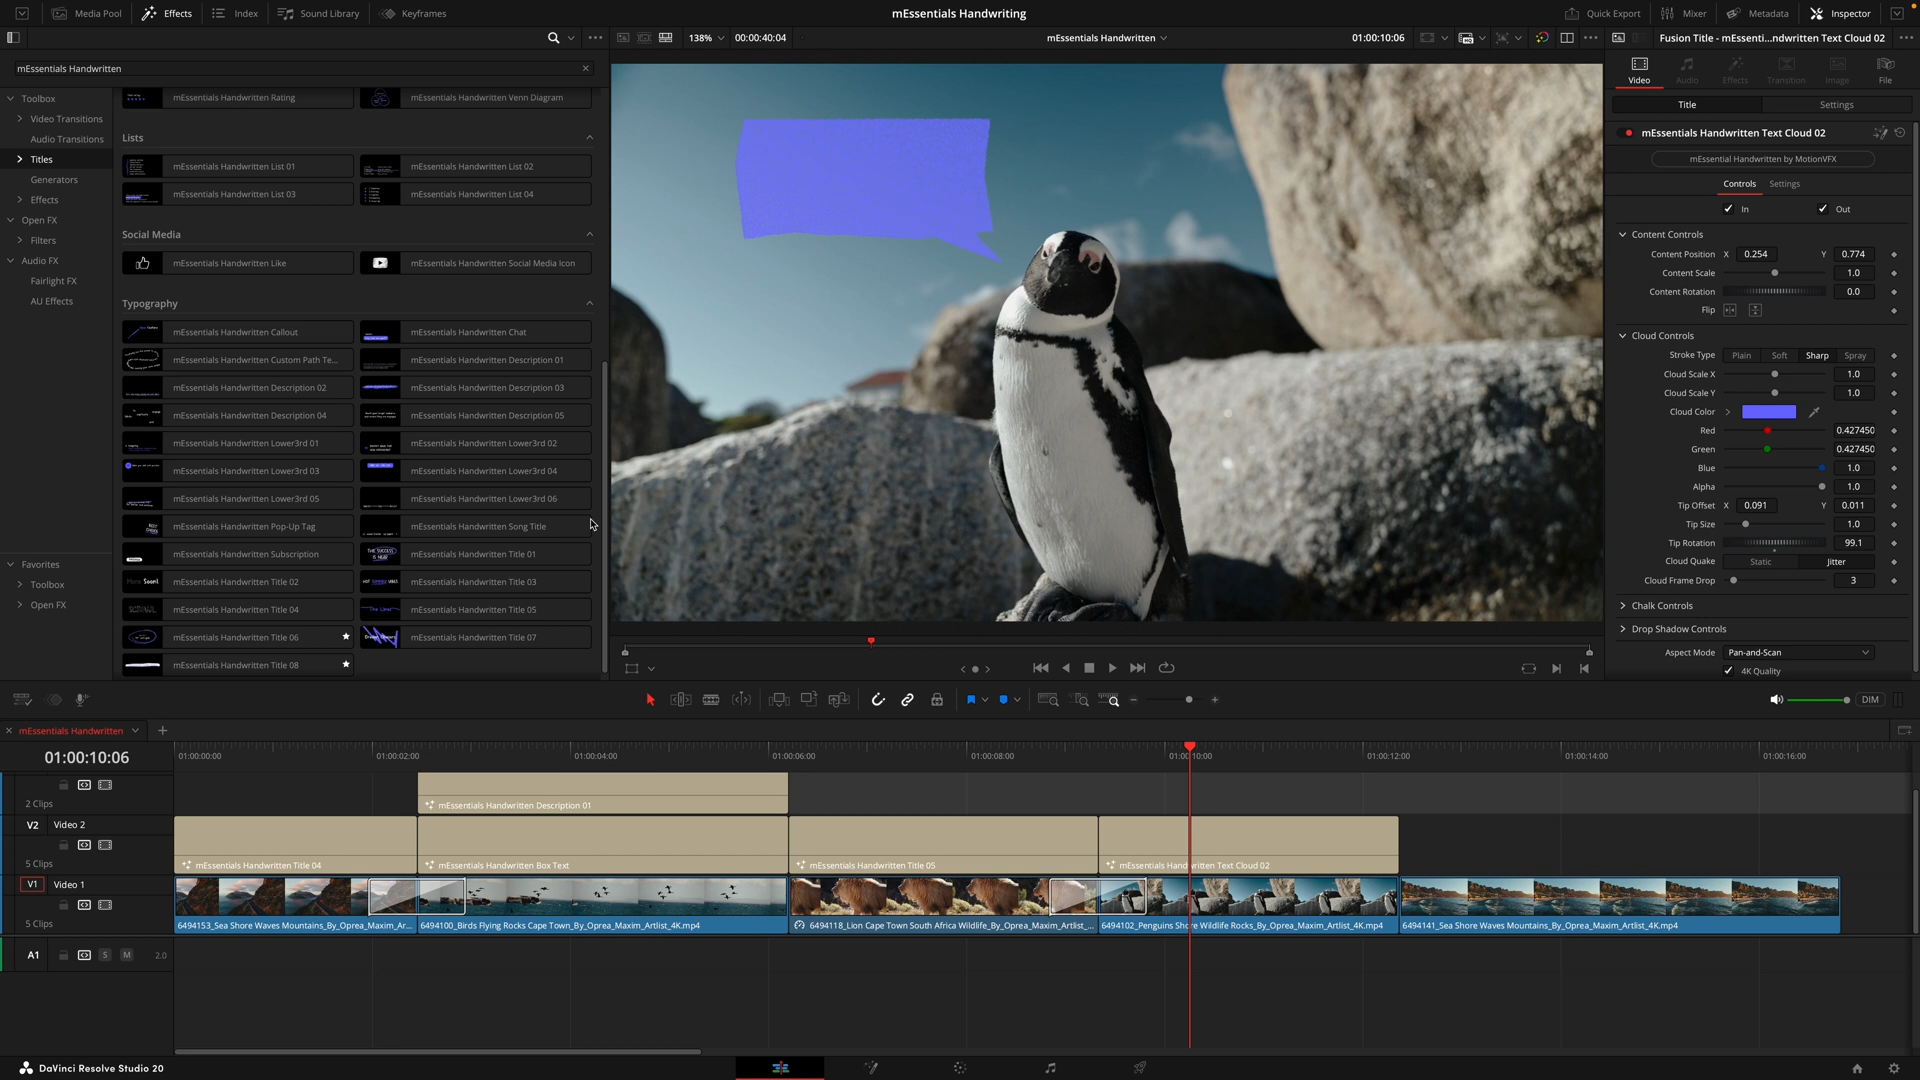 Media Pool
Effects
Index
Sound Library
Keyframes
mEssentials Handwriting
Quick Export
Mixer
Metadata
Inspector
138%
00:00:40:04
mEssentials Handwritten
01:00:10:06
Fusion Title - mEssenti...ndwritten Text Cloud 02
mEssentials Handwritten
Toolbox
Video Transitions
Audio Transitions
Titles
Generators
Effects
Open FX
Filters
Audio FX
Fairlight FX
AU Effects
Favorites
Toolbox
Open FX
mEssentials Handwritten Rating
mEssentials Handwritten Venn Diagram
Lists
mEssentials Handwritten List 01
mEssentials Handwritten List 02
mEssentials Handwritten List 03
mEssentials Handwritten List 04
Social Media
mEssentials Handwritten Like
mEssentials Handwritten Social Media Icon
Typography
mEssentials Handwritten Callout
mEssentials Handwritten Chat
mEssentials Handwritten Custom Path Te...
mEssentials Handwritten Description 01
mEssentials Handwritten Description 02
mEssentials Handwritten Description 03
mEssentials Handwritten Description 04
mEssentials Handwritten Description 05
mEssentials Handwritten Lower3rd 01
mEssentials Handwritten Lower3rd 02
mEssentials Handwritten Lower3rd 03
mEssentials Handwritten Lower3rd 04
mEssentials Handwritten Lower3rd 05
mEssentials Handwritten Lower3rd 06
mEssentials Handwritten Pop-Up Tag
mEssentials Handwritten Song Title
mEssentials Handwritten Subscription
THE SUCCESS IS NEAR
mEssentials Handwritten Title 01
mEssentials Handwritten Title 02
mEssentials Handwritten Title 03
mEssentials Handwritten Title 04
mEssentials Handwritten Title 05
mEssentials Handwritten Title 06
mEssentials Handwritten Title 07
mEssentials Handwritten Title 08
Video
Audio
Effects
Transition
Image
File
Title
Settings
mEssentials Handwritten Text Cloud 02
mEssential Handwritten by MotionVFX
Controls
Settings
In
Out
Content Controls
Content Position X 0.254 Y 0.774
Content Scale 1.0
Content Rotation 0.0
Flip
Cloud Controls
Stroke Type Plain Soft Sharp Spray
Cloud Scale X 1.0
Cloud Scale Y 1.0
Cloud Color
Red 0.427450
Green 0.427450
Blue 1.0
Alpha 1.0
Tip Offset X 0.091 Y 0.011
Tip Size 1.0
Tip Rotation 99.1
Cloud Quake Static Jitter
Cloud Frame Drop 3
Chalk Controls
Drop Shadow Controls
Aspect Mode Pan-and-Scan
4K Quality
DIM
mEssentials Handwritten
01:00:10:06
01:00:00:00
01:00:02:00
01:00:04:00
01:00:06:00
01:00:08:00
01:00:10:00
01:00:12:00
01:00:14:00
01:00:16:00
2 Clips
mEssentials Handwritten Description 01
V2 Video 2
5 Clips
mEssentials Handwritten Title 04
mEssentials Handwritten Box Text
mEssentials Handwritten Title 05
mEssentials Handwritten Text Cloud 02
V1 Video 1
5 Clips
6494153_Sea Shore Waves Mountains_By_Oprea_Maxim_Ar...
6494100_Birds Flying Rocks Cape Town_By_Oprea_Maxim_Artlist_4K.mp4
6494118_Lion Cape Town South Africa Wildlife_By_Oprea_Maxim_Artlist_...
6494102_Penguins Shore Wildlife Rocks_By_Oprea_Maxim_Artlist_4K.mp4
6494141_Sea Shore Waves Mountains_By_Oprea_Maxim_Artlist_4K.mp4
A1
S
M
2.0
DaVinci Resolve Studio 20